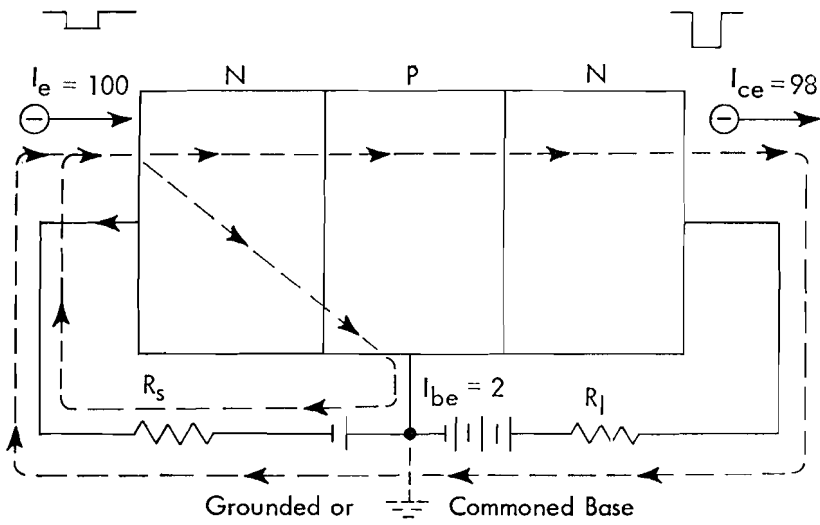 N P N
I_e = 100
I_ce = 98
R_s
I_be = 2
R_l
Grounded or Commoned Base